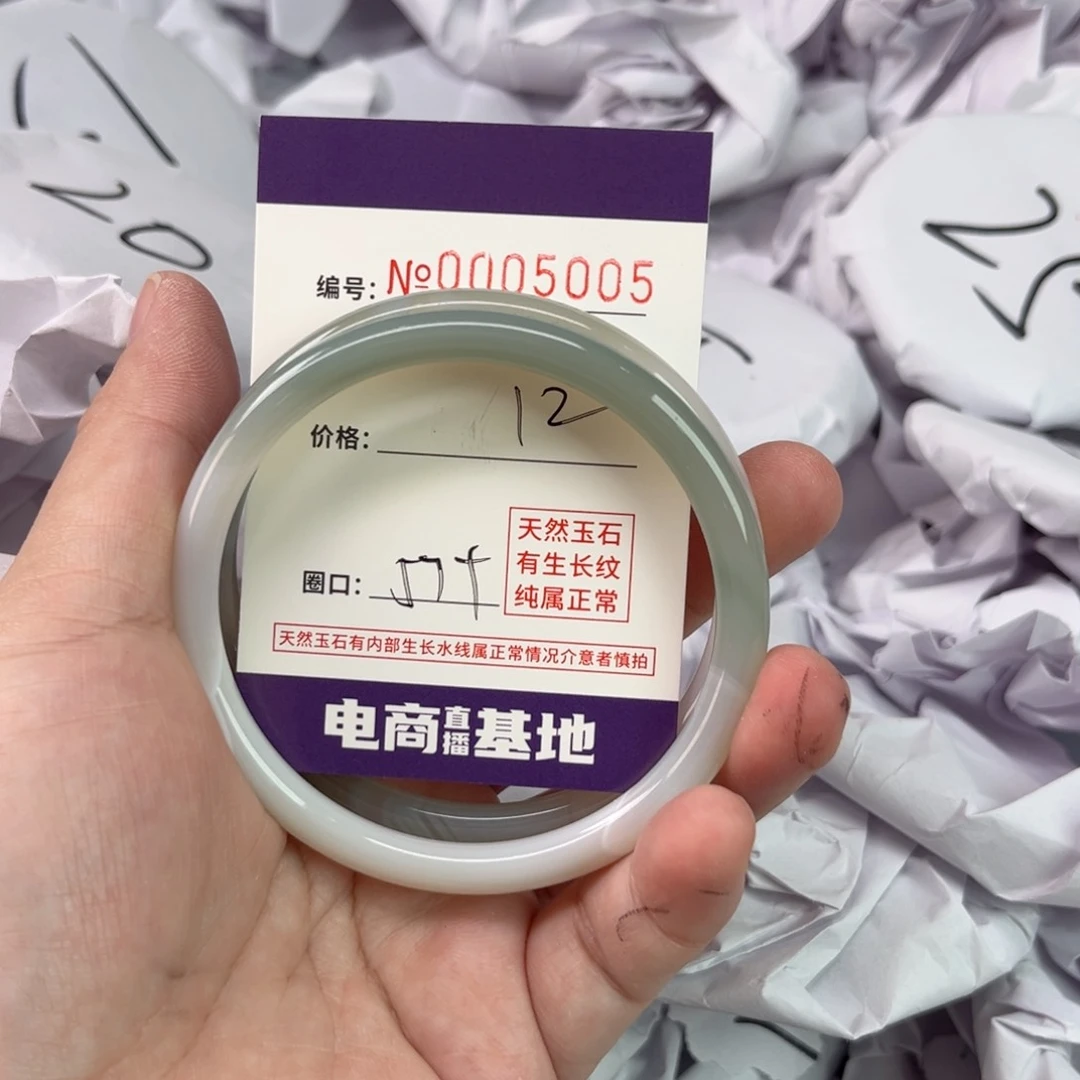 编号: №0005005
价格: 12
圈口:
天然玉石
有生长纹
纯属正常
天然玉石有内部生长水线属正常情况介意者慎拍
电商直播基地
52